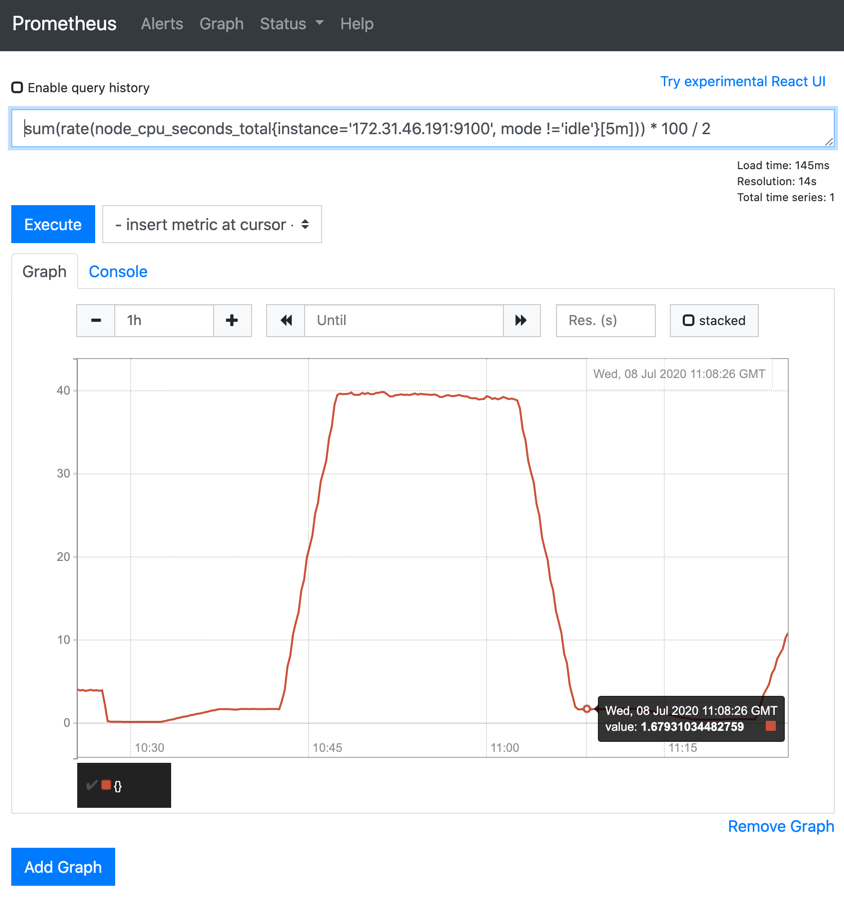 Prometheus Alerts Graph Status Help
Enable query history
Try experimental React UI
sum(rate(node_cpu_seconds_total{instance='172.31.46.191:9100', mode !='idle'}[5m])) * 100 / 2
Load time: 145ms
Resolution: 14s
Total time series: 1
Execute - insert metric at cursor -
Graph Console
1h Until Res. (s) stacked
Wed, 08 Jul 2020 11:08:26 GMT
40
30
20
10
0
Wed, 08 Jul 2020 11:08:26 GMT
value: 1.67931034482759
10:30 10:45 11:00 11:15
{}
Remove Graph
Add Graph